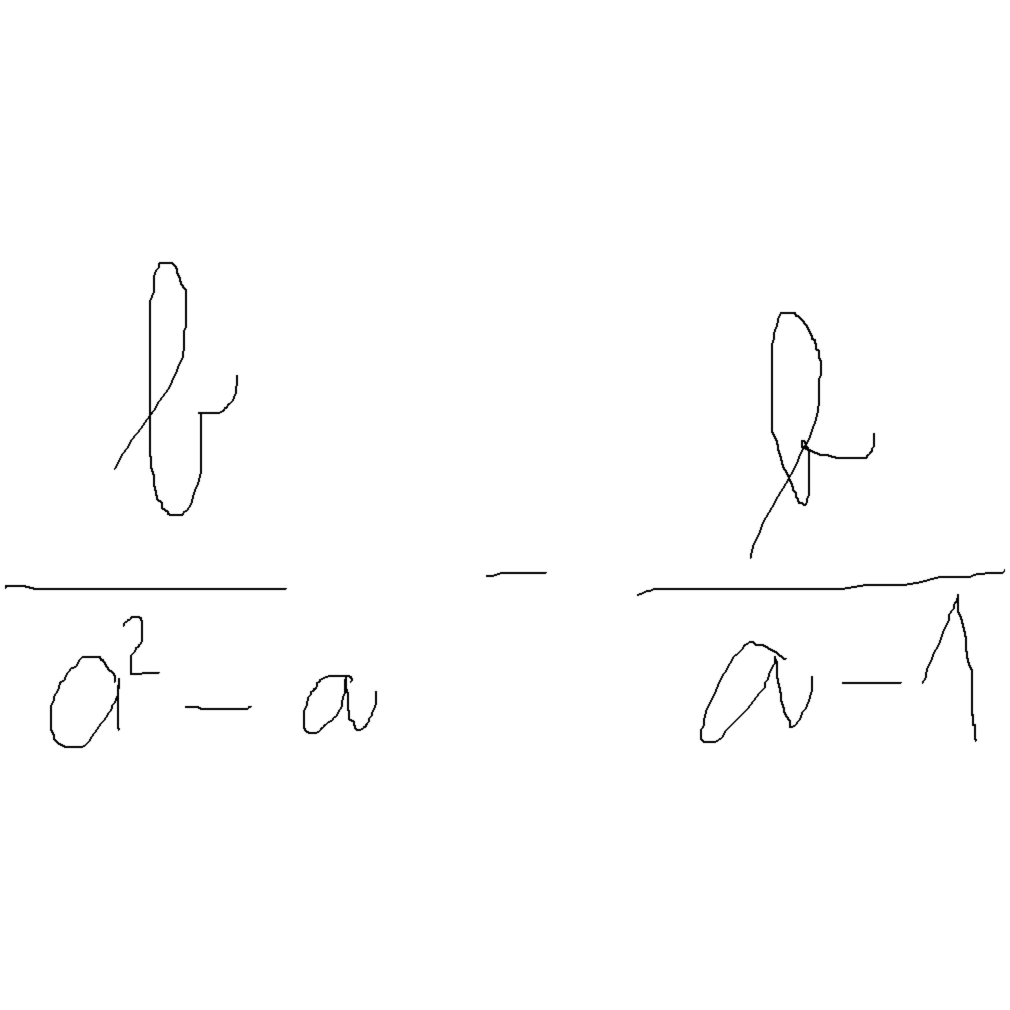 b/(a² - a) - b/(a - 1)